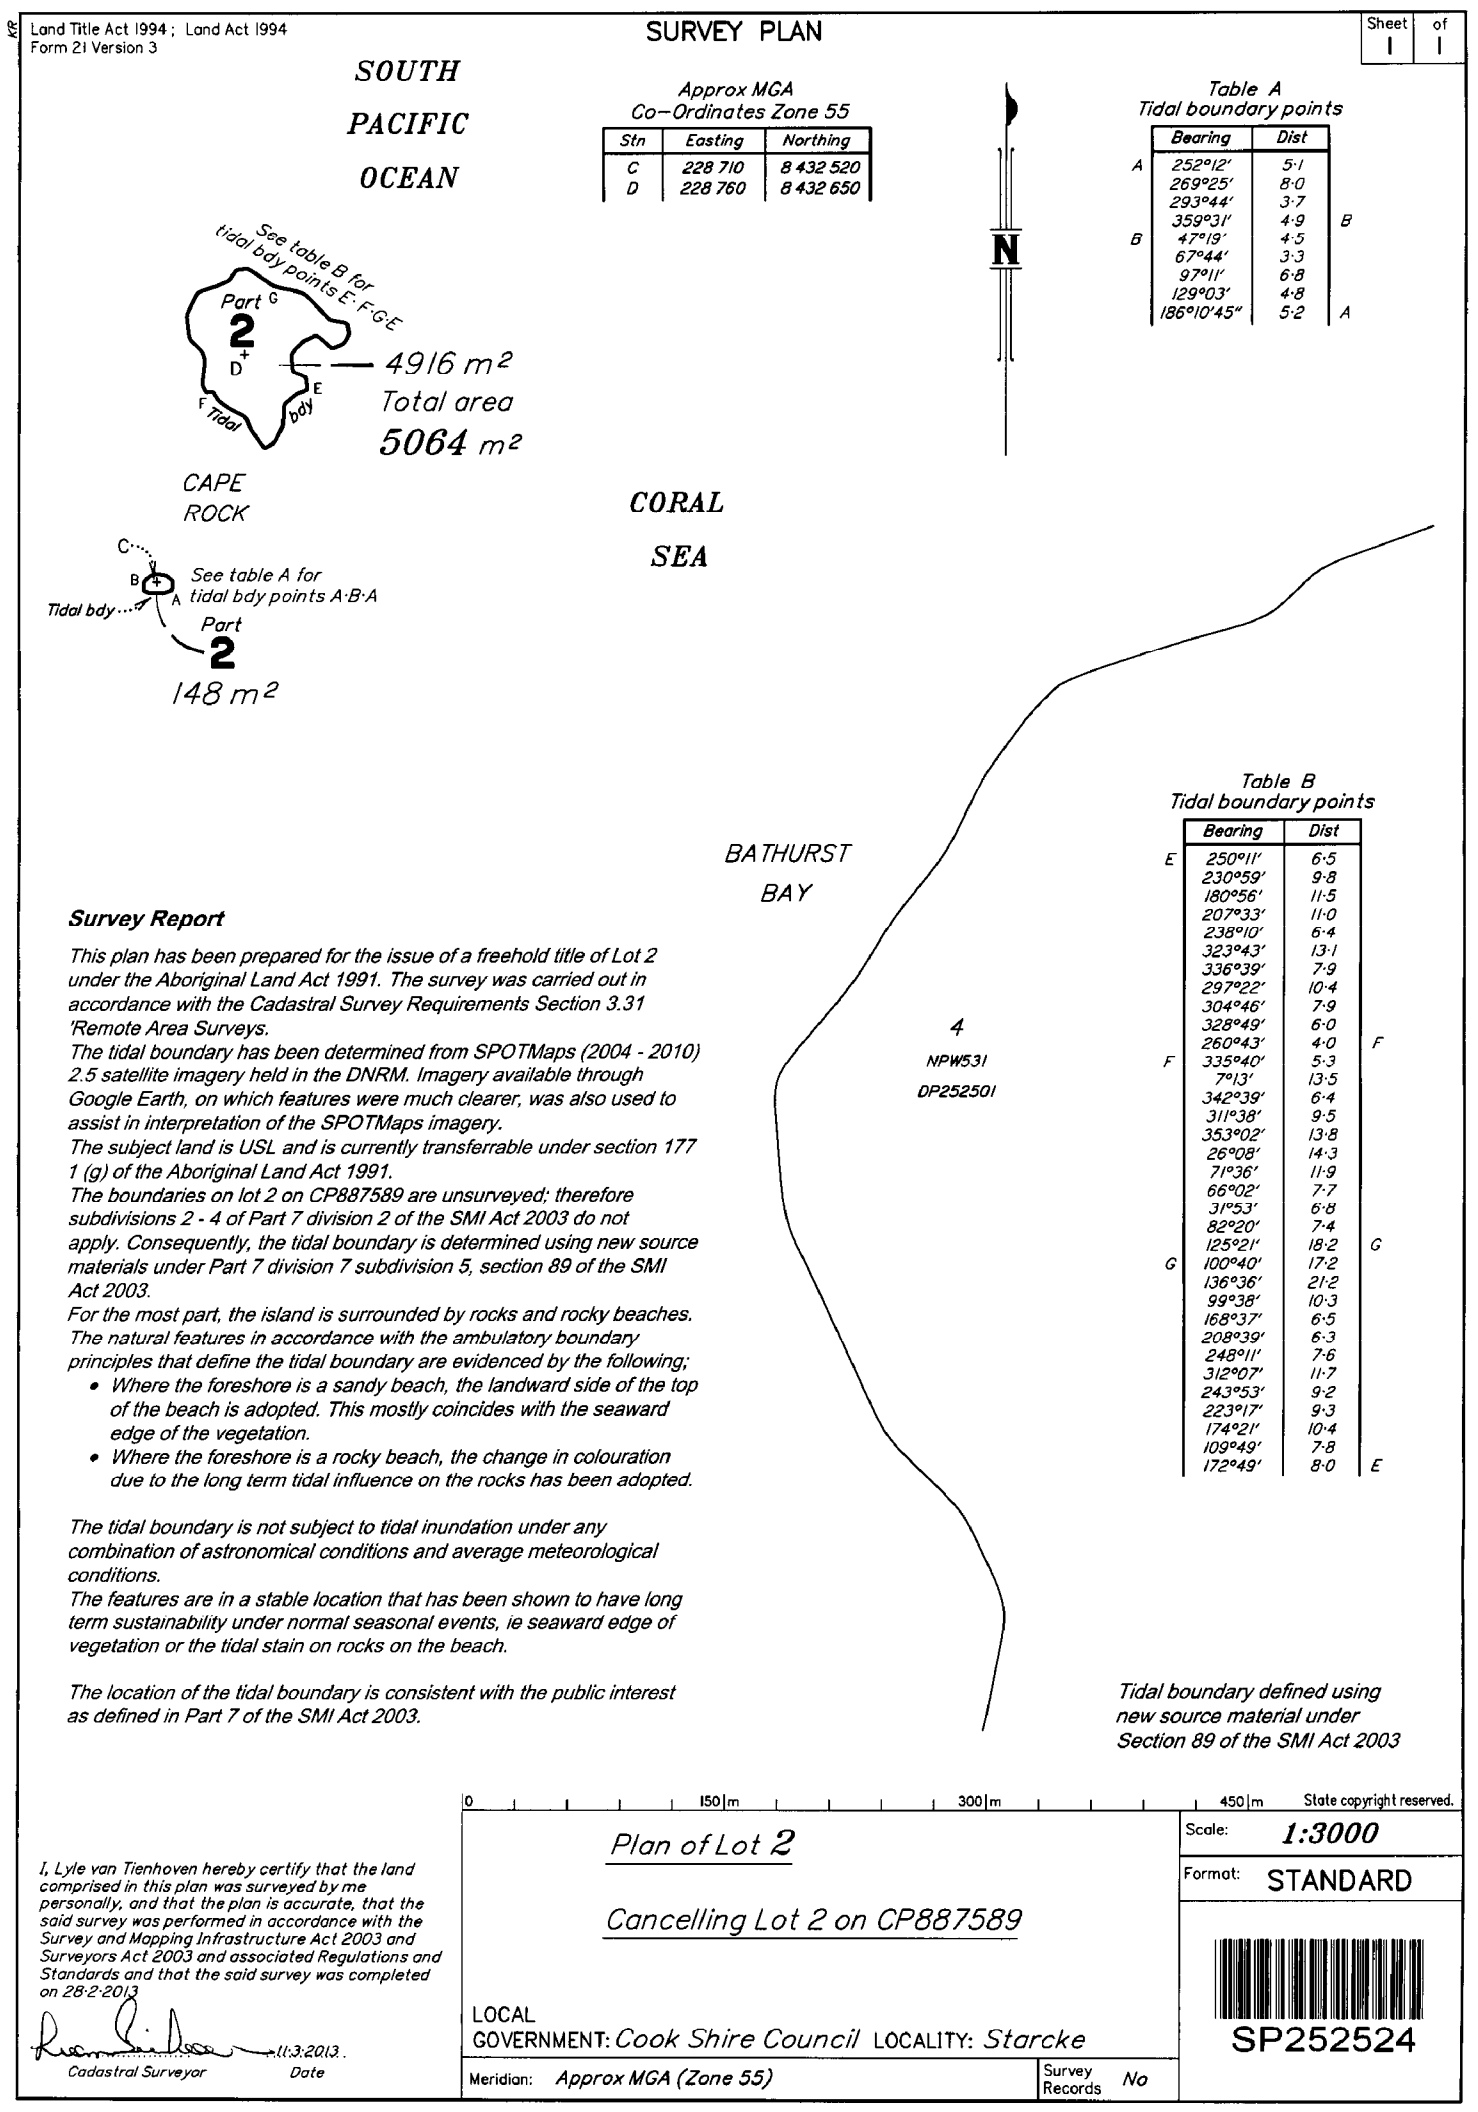 KR
Land Title Act 1994 ; Land Act 1994
Form 21 Version 3
SURVEY PLAN
Sheet of
1 1
SOUTH
PACIFIC
OCEAN
Approx MGA
Co-Ordinates Zone 55
Stn Easting Northing
C 228 710 8 432 520
D 228 760 8 432 650
N
Table A
Tidal boundary points
Bearing Dist
A 252°12' 5·1
269°25' 8·0
293°44' 3·7
359°31' 4·9 B
B 47°19' 4·5
67°44' 3·3
97°11' 6·8
129°03' 4·8
186°10'45" 5·2 A
See table B for
tidal bdy points E·F·G·E
Part G
2
D
E
F
Tidal bdy
4916 m²
Total area
5064 m²
CAPE
ROCK
CORAL
SEA
C
B
A
See table A for
tidal bdy points A·B·A
Tidal bdy
Part
2
148 m²
BATHURST
BAY
4
NPW531
DP252501
Table B
Tidal boundary points
Bearing Dist
E 250°11' 6·5
230°59' 9·8
180°56' 11·5
207°33' 11·0
238°10' 6·4
323°43' 13·1
336°39' 7·9
297°22' 10·4
304°46' 7·9
328°49' 6·0
260°43' 4·0 F
F 335°40' 5·3
7°13' 13·5
342°39' 6·4
311°38' 9·5
353°02' 13·8
26°08' 14·3
71°36' 11·9
66°02' 7·7
31°53' 6·8
82°20' 7·4
125°21' 18·2 G
G 100°40' 17·2
136°36' 21·2
99°38' 10·3
168°37' 6·5
208°39' 6·3
248°11' 7·6
312°07' 11·7
243°53' 9·2
223°17' 9·3
174°21' 10·4
109°49' 7·8
172°49' 8·0 E
Survey Report
This plan has been prepared for the issue of a freehold title of Lot 2
under the Aboriginal Land Act 1991. The survey was carried out in
accordance with the Cadastral Survey Requirements Section 3.31
'Remote Area Surveys.
The tidal boundary has been determined from SPOTMaps (2004 - 2010)
2.5 satellite imagery held in the DNRM. Imagery available through
Google Earth, on which features were much clearer, was also used to
assist in interpretation of the SPOTMaps imagery.
The subject land is USL and is currently transferrable under section 177
1 (g) of the Aboriginal Land Act 1991.
The boundaries on lot 2 on CP887589 are unsurveyed; therefore
subdivisions 2 - 4 of Part 7 division 2 of the SMI Act 2003 do not
apply. Consequently, the tidal boundary is determined using new source
materials under Part 7 division 7 subdivision 5, section 89 of the SMI
Act 2003.
For the most part, the island is surrounded by rocks and rocky beaches.
The natural features in accordance with the ambulatory boundary
principles that define the tidal boundary are evidenced by the following;
• Where the foreshore is a sandy beach, the landward side of the top
of the beach is adopted. This mostly coincides with the seaward
edge of the vegetation.
• Where the foreshore is a rocky beach, the change in colouration
due to the long term tidal influence on the rocks has been adopted.
The tidal boundary is not subject to tidal inundation under any
combination of astronomical conditions and average meteorological
conditions.
The features are in a stable location that has been shown to have long
term sustainability under normal seasonal events, ie seaward edge of
vegetation or the tidal stain on rocks on the beach.
The location of the tidal boundary is consistent with the public interest
as defined in Part 7 of the SMI Act 2003.
Tidal boundary defined using
new source material under
Section 89 of the SMI Act 2003
0 150 m 300 m 450 m State copyright reserved.
I, Lyle van Tienhoven hereby certify that the land
comprised in this plan was surveyed by me
personally, and that the plan is accurate, that the
said survey was performed in accordance with the
Survey and Mapping Infrastructure Act 2003 and
Surveyors Act 2003 and associated Regulations and
Standards and that the said survey was completed
on 28·2·2013
11:3:2013.
Cadastral Surveyor Date
Plan of Lot 2
Cancelling Lot 2 on CP887589
LOCAL
GOVERNMENT: Cook Shire Council LOCALITY: Starcke
Meridian: Approx MGA (Zone 55)
Survey
Records No
Scale: 1:3000
Format: STANDARD
SP252524